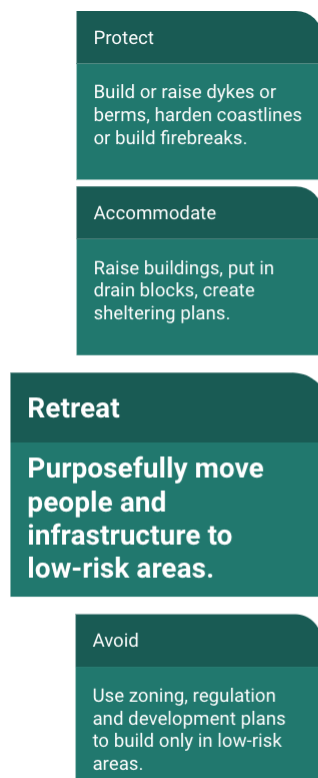 Protect
Build or raise dykes or
berms, harden coastlines
or build firebreaks.
Accommodate
Raise buildings, put in
drain blocks, create
sheltering plans.
Retreat
Purposefully move
people and
infrastructure to
low-risk areas.
Avoid
Use zoning, regulation
and development plans
to build only in low-risk
areas.